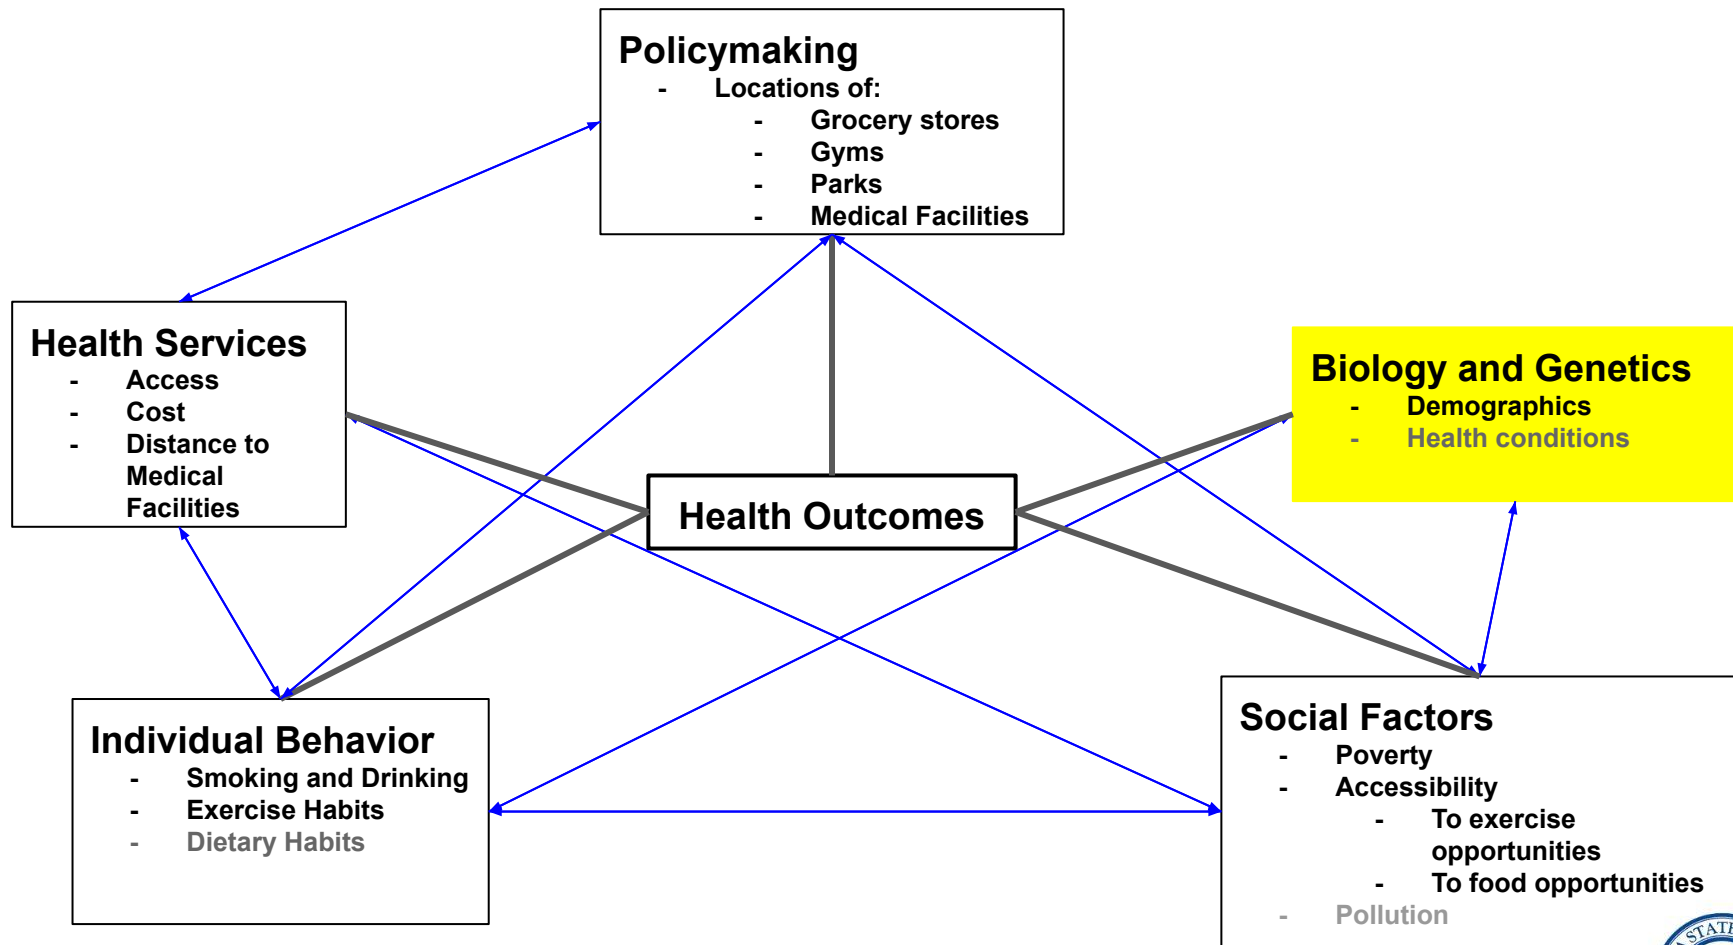 Policymaking
- Locations of:
- Grocery stores
- Gyms
- Parks
- Medical Facilities
Health Services
- Access
- Cost
- Distance to
Medical
Facilities
Biology and Genetics
- Demographics
- Health conditions
Health Outcomes
Individual Behavior
- Smoking and Drinking
- Exercise Habits
- Dietary Habits
Social Factors
- Poverty
- Accessibility
- To exercise
opportunities
- To food opportunities
- Pollution